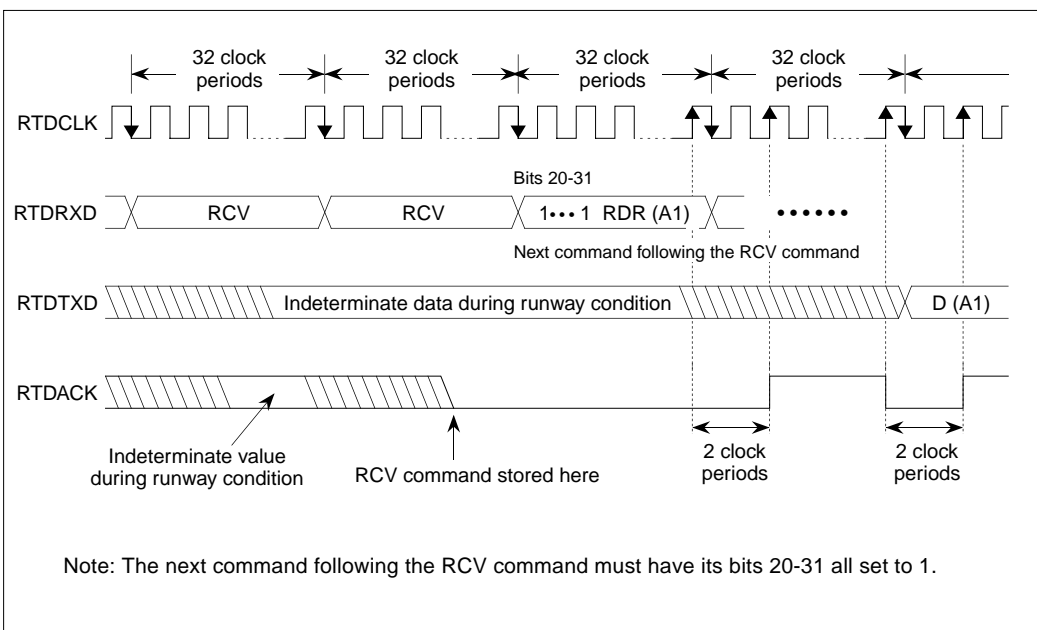 32 clock periods
32 clock periods
32 clock periods
32 clock periods
RTDCLK
Bits 20-31
RTDRXD
RCV
RCV
1••• 1 RDR (A1)
••••••
Next command following the RCV command
RTDTXD
Indeterminate data during runway condition
D (A1)
RTDACK
Indeterminate value
during runway condition
RCV command stored here
2 clock
periods
2 clock
periods
Note: The next command following the RCV command must have its bits 20-31 all set to 1.